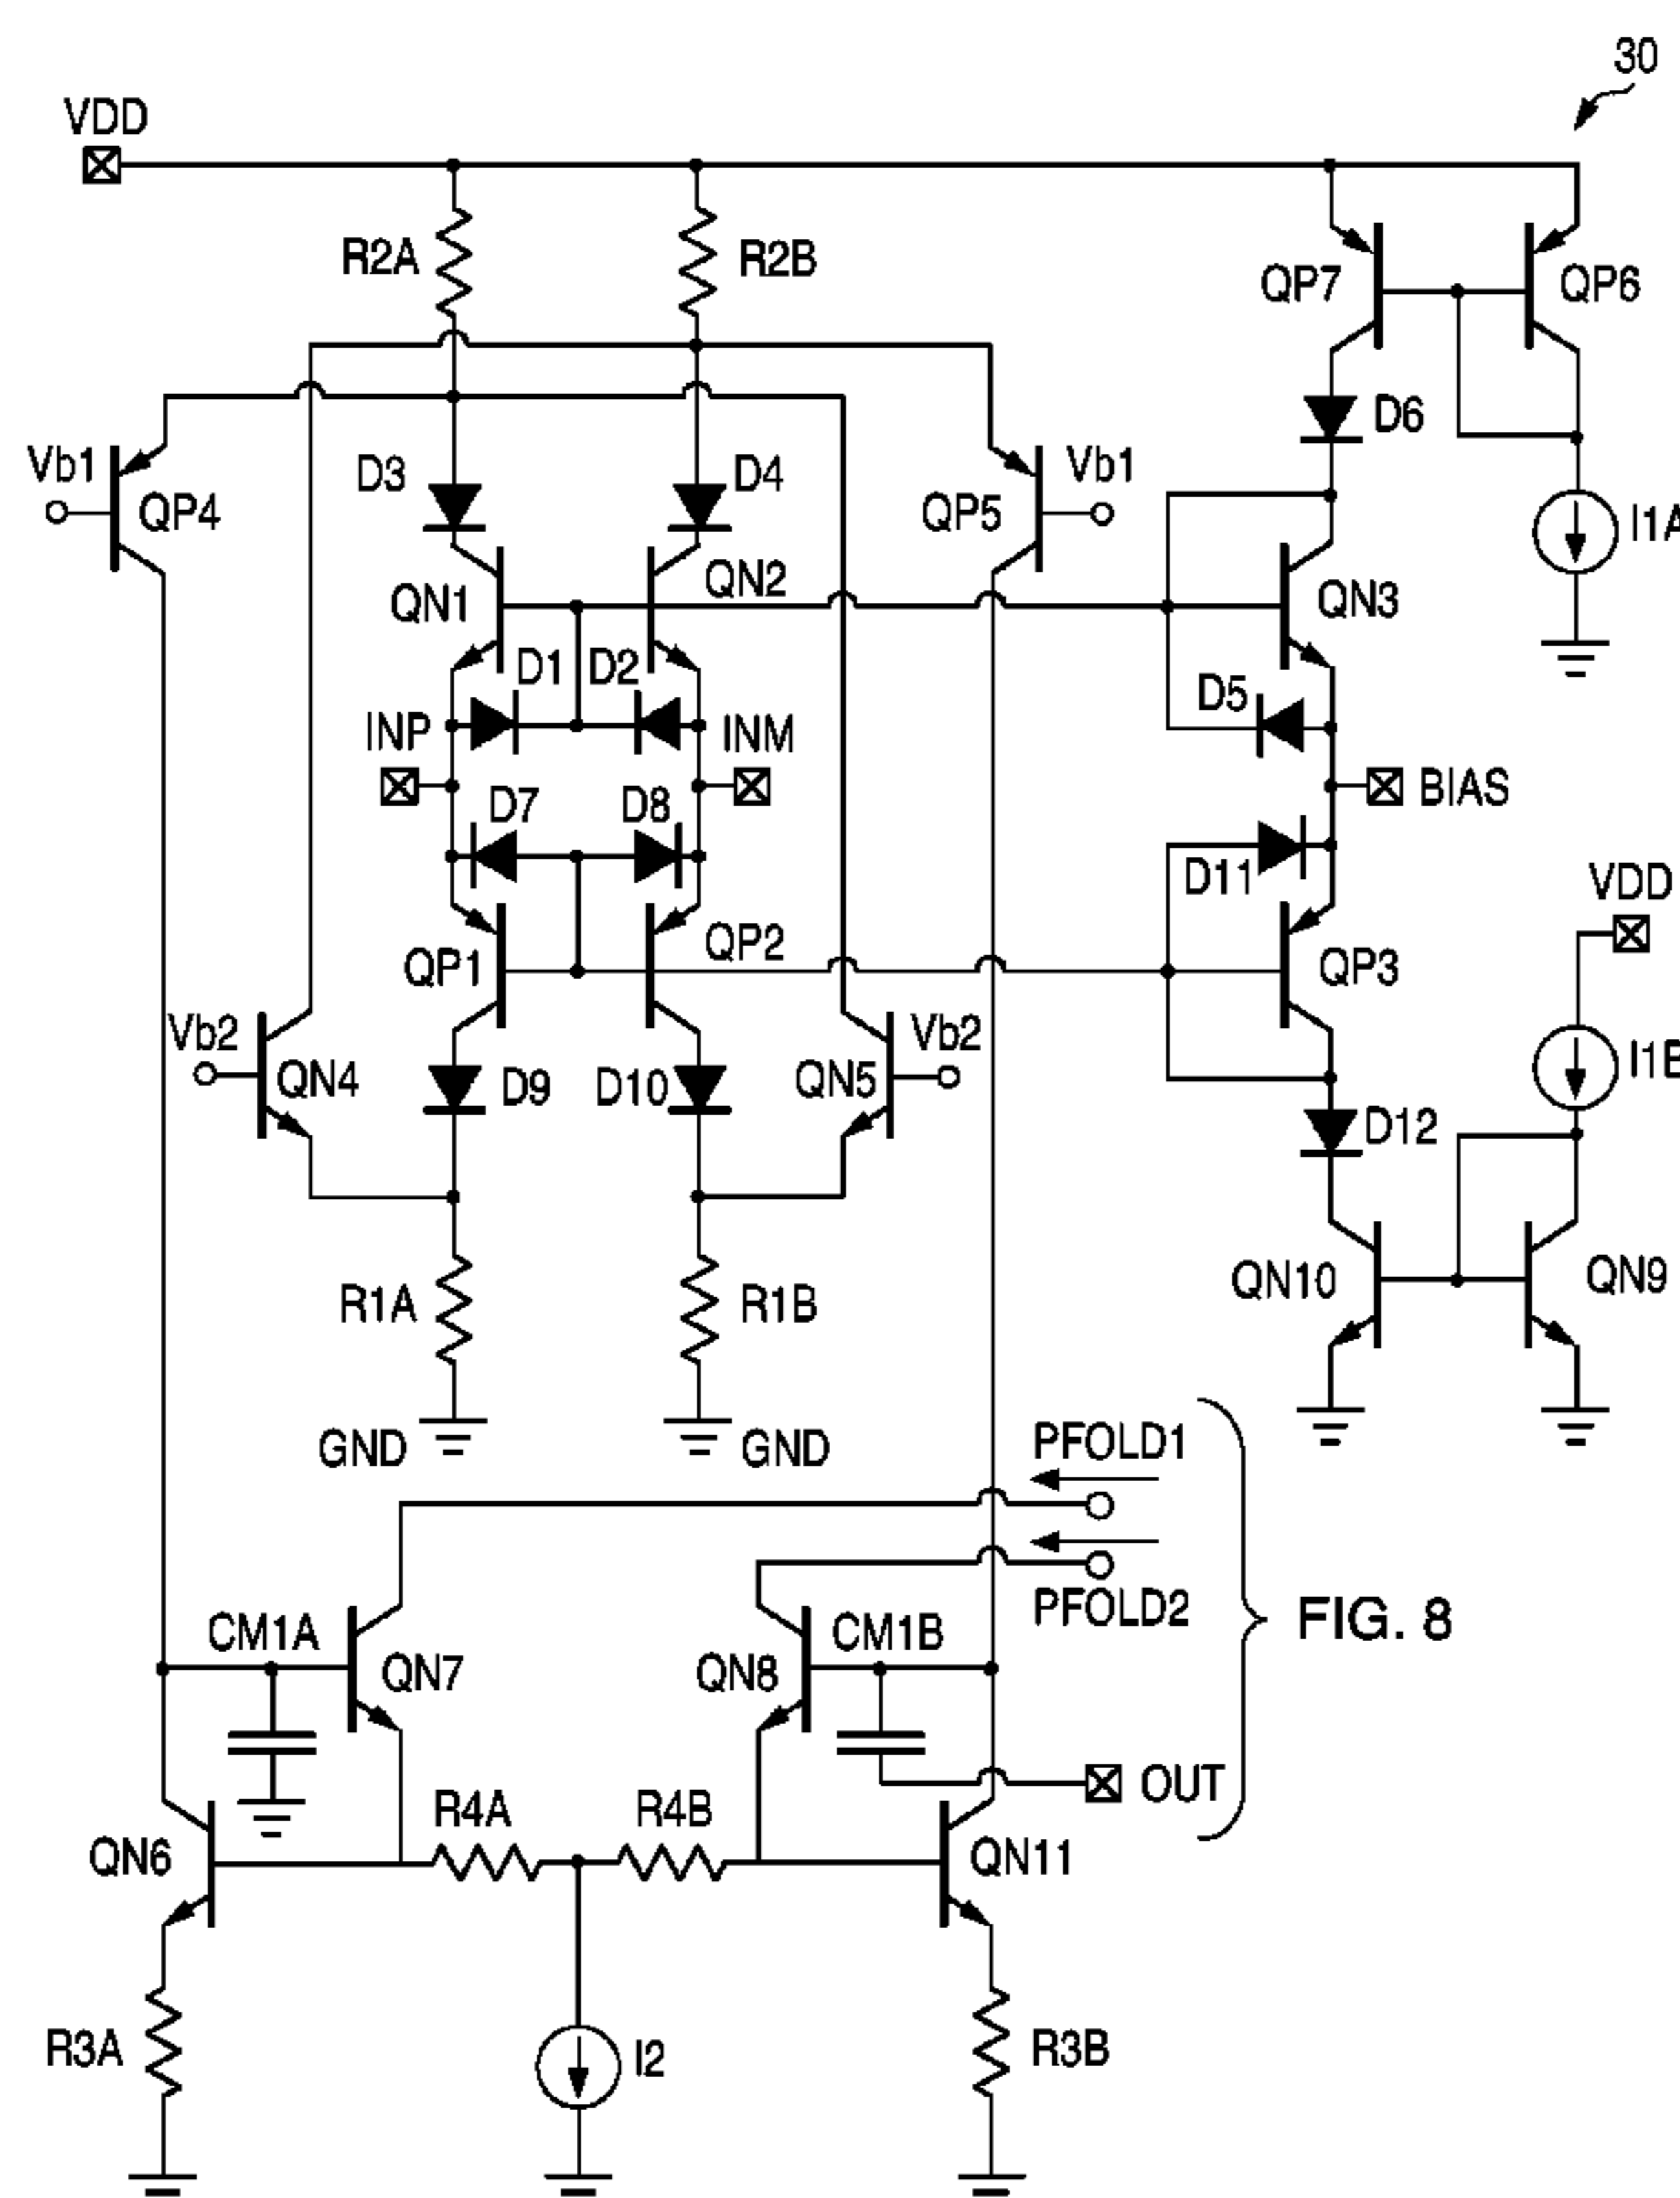 30
VDD
R2A
R2B
QP7
QP6
D6
Vb1
QP4
D3
D4
QP5
Vb1
I1A
QN1
QN2
QN3
D1
D2
D5
INP
INM
BIAS
D7
D8
D11
VDD
QP1
QP2
QP3
Vb2
QN4
D9
D10
QN5
Vb2
I1B
D12
R1A
R1B
QN10
QN9
GND
GND
PFOLD1
PFOLD2
FIG. 8
CM1A
QN7
QN8
CM1B
OUT
R4A
R4B
QN6
QN11
R3A
I2
R3B